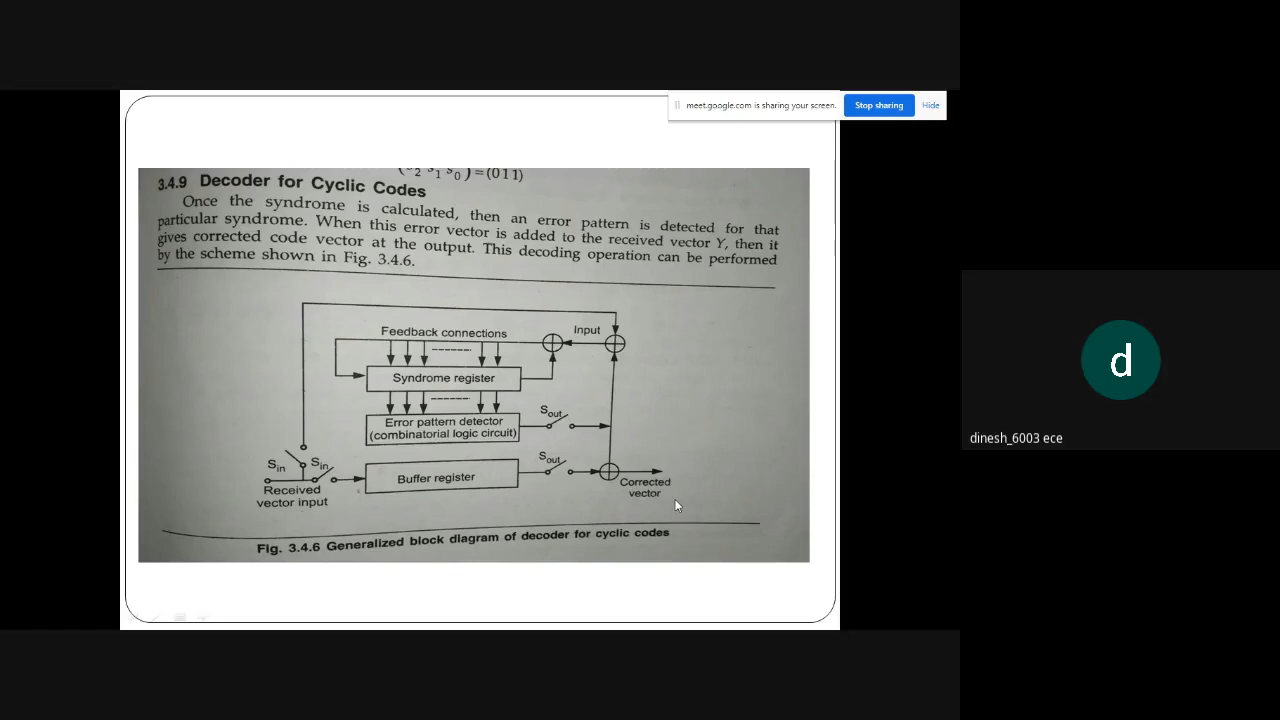 meet.google.com is sharing your screen.
Stop sharing
Hide
s₁ s₀) = (0 1 1)
3.4.9 Decoder for Cyclic Codes
Once the syndrome is calculated, then an error pattern is detected for that
particular syndrome. When this error vector is added to the received vector Y, then it
gives corrected code vector at the output. This decoding operation can be performed
by the scheme shown in Fig. 3.4.6.
Feedback connections
Input
Syndrome register
Error pattern detector
(combinatorial logic circuit)
Sout
Sin
Sin
Buffer register
Sout
Received
vector input
Corrected
vector
Fig. 3.4.6 Generalized block diagram of decoder for cyclic codes
d
dinesh_6003 ece